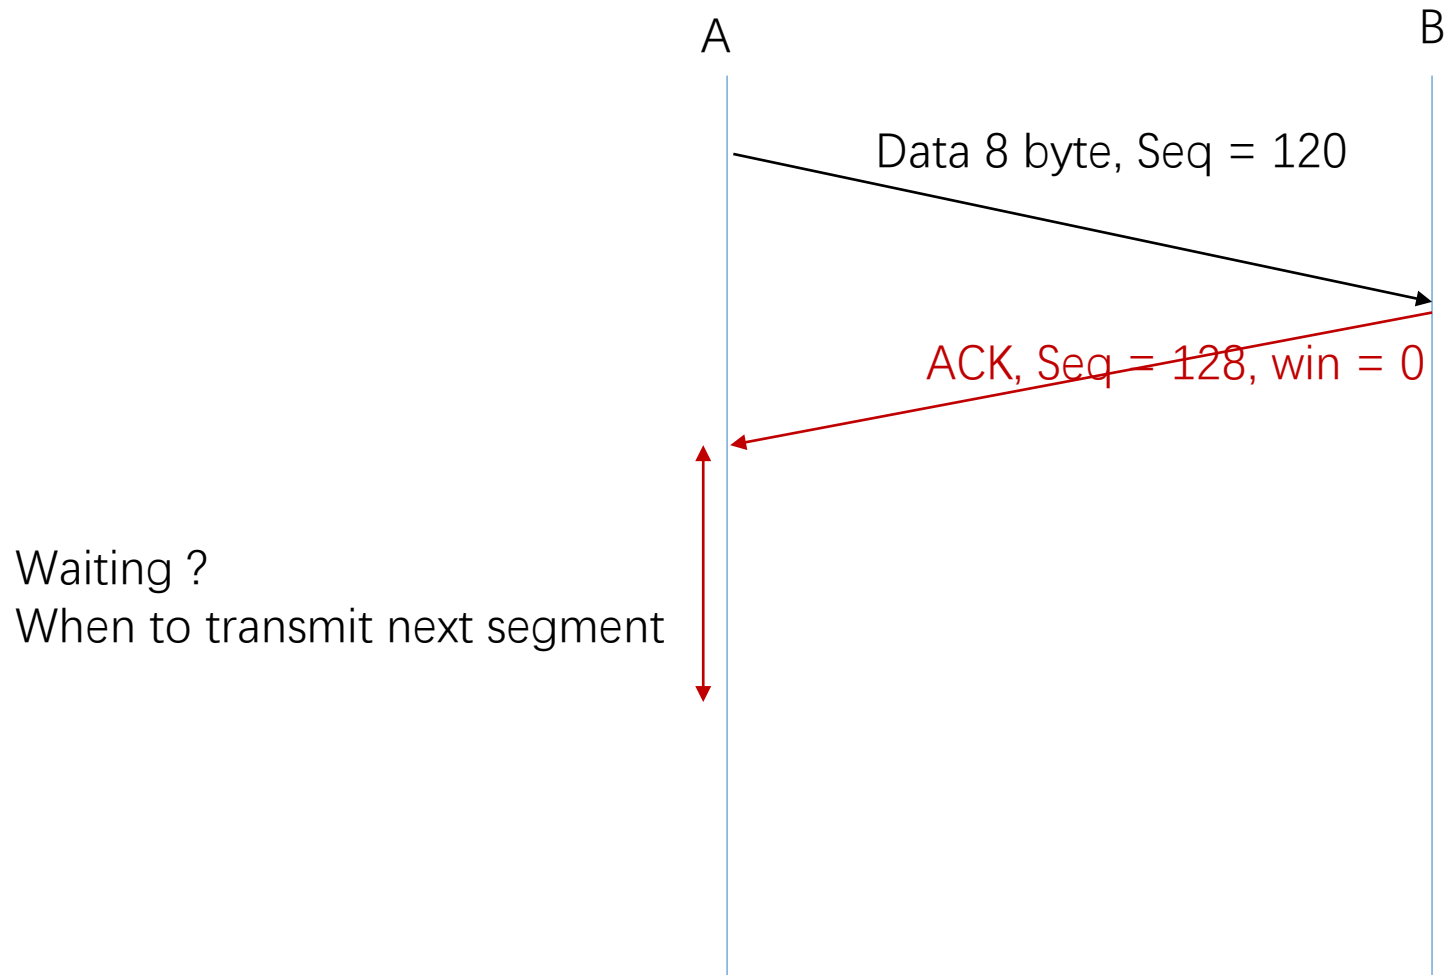 A
B
Data 8 byte, Seq = 120
ACK, Seq = 128, win = 0
Waiting ?
When to transmit next segment